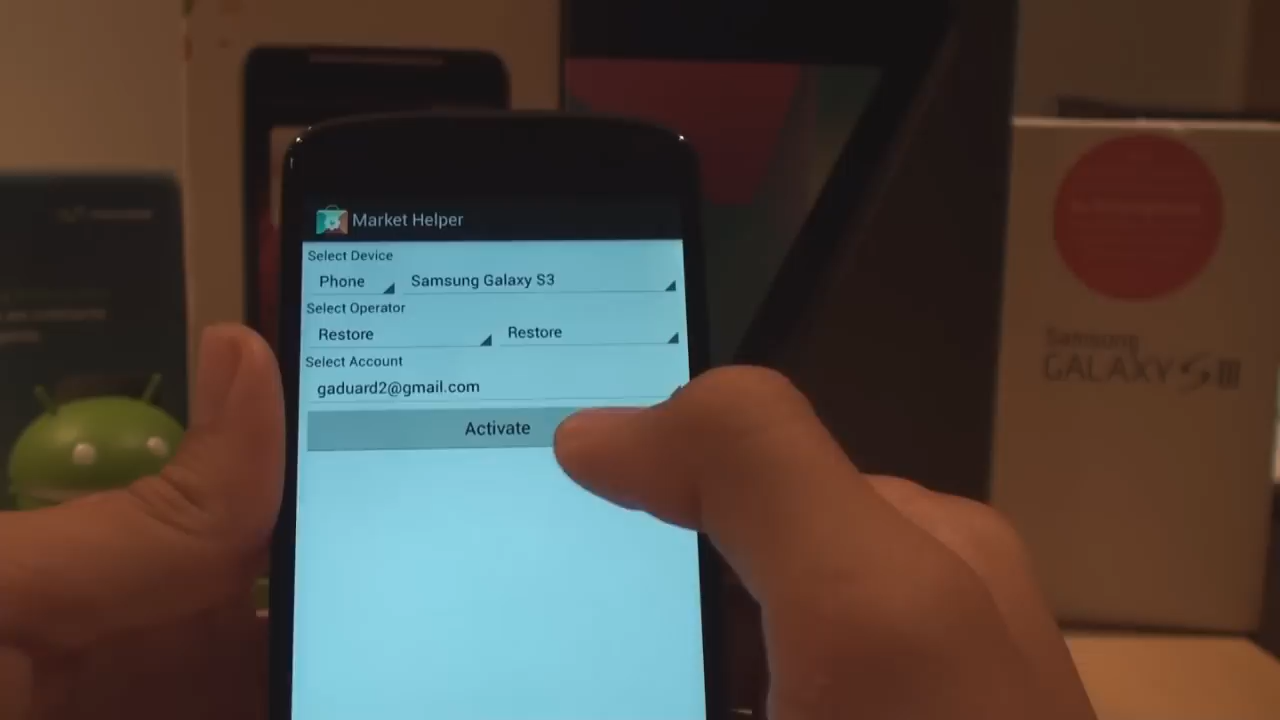 Market Helper
Select Device
Phone
Samsung Galaxy S3
Select Operator
Restore
Restore
Select Account
gaduard2@gmail.com
Activate
Samsung
GALAXY S III